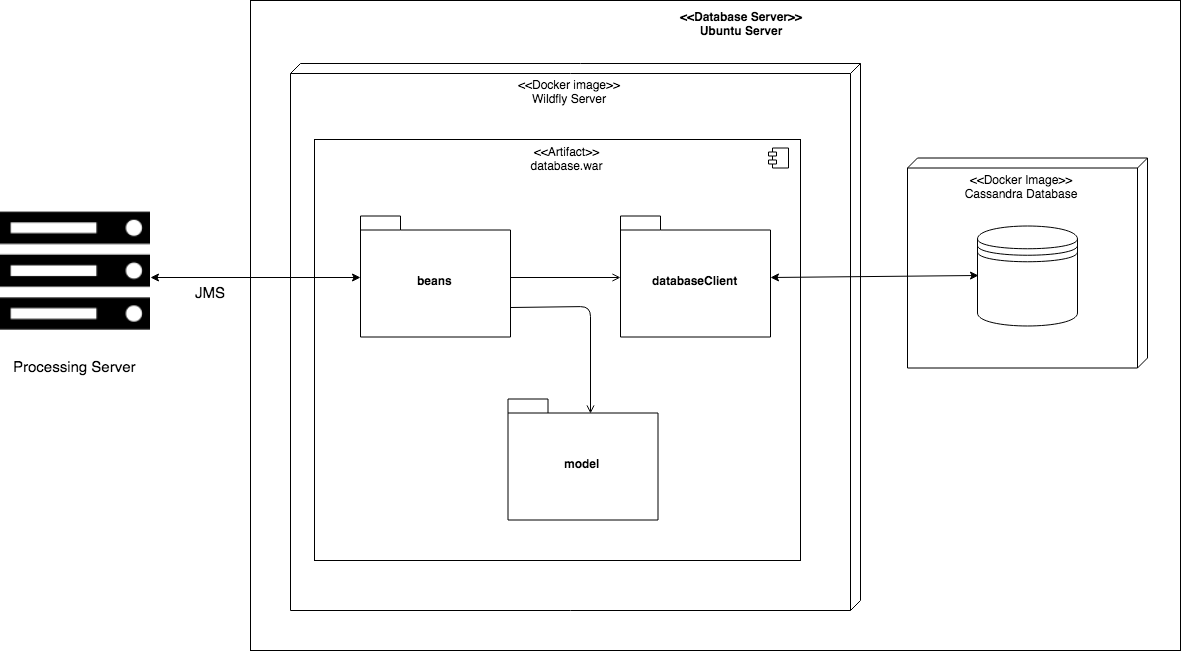 <<Database Server>>
Ubuntu Server
<<Docker image>>
Wildfly Server
<<Artifact>>
database.war
<<Docker Image>>
Cassandra Database
beans
databaseClient
JMS
Processing Server
model